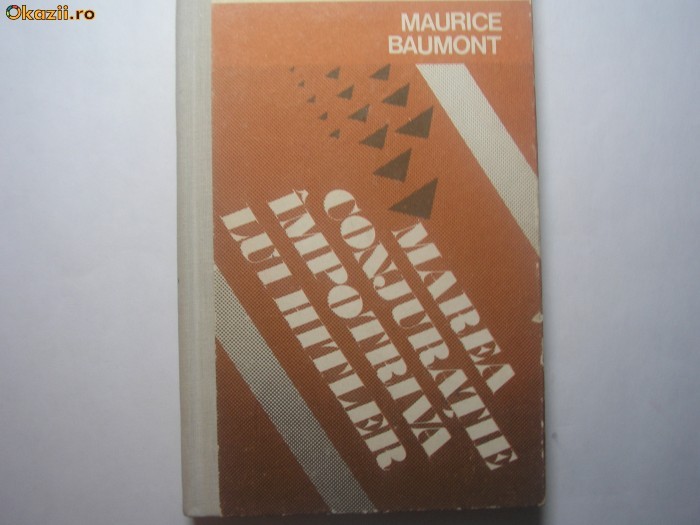 Okazii.ro
MAURICE
BAUMONT
MAREA
CONJURAȚIE
ÎMPOTRIVA
LUI HITLER